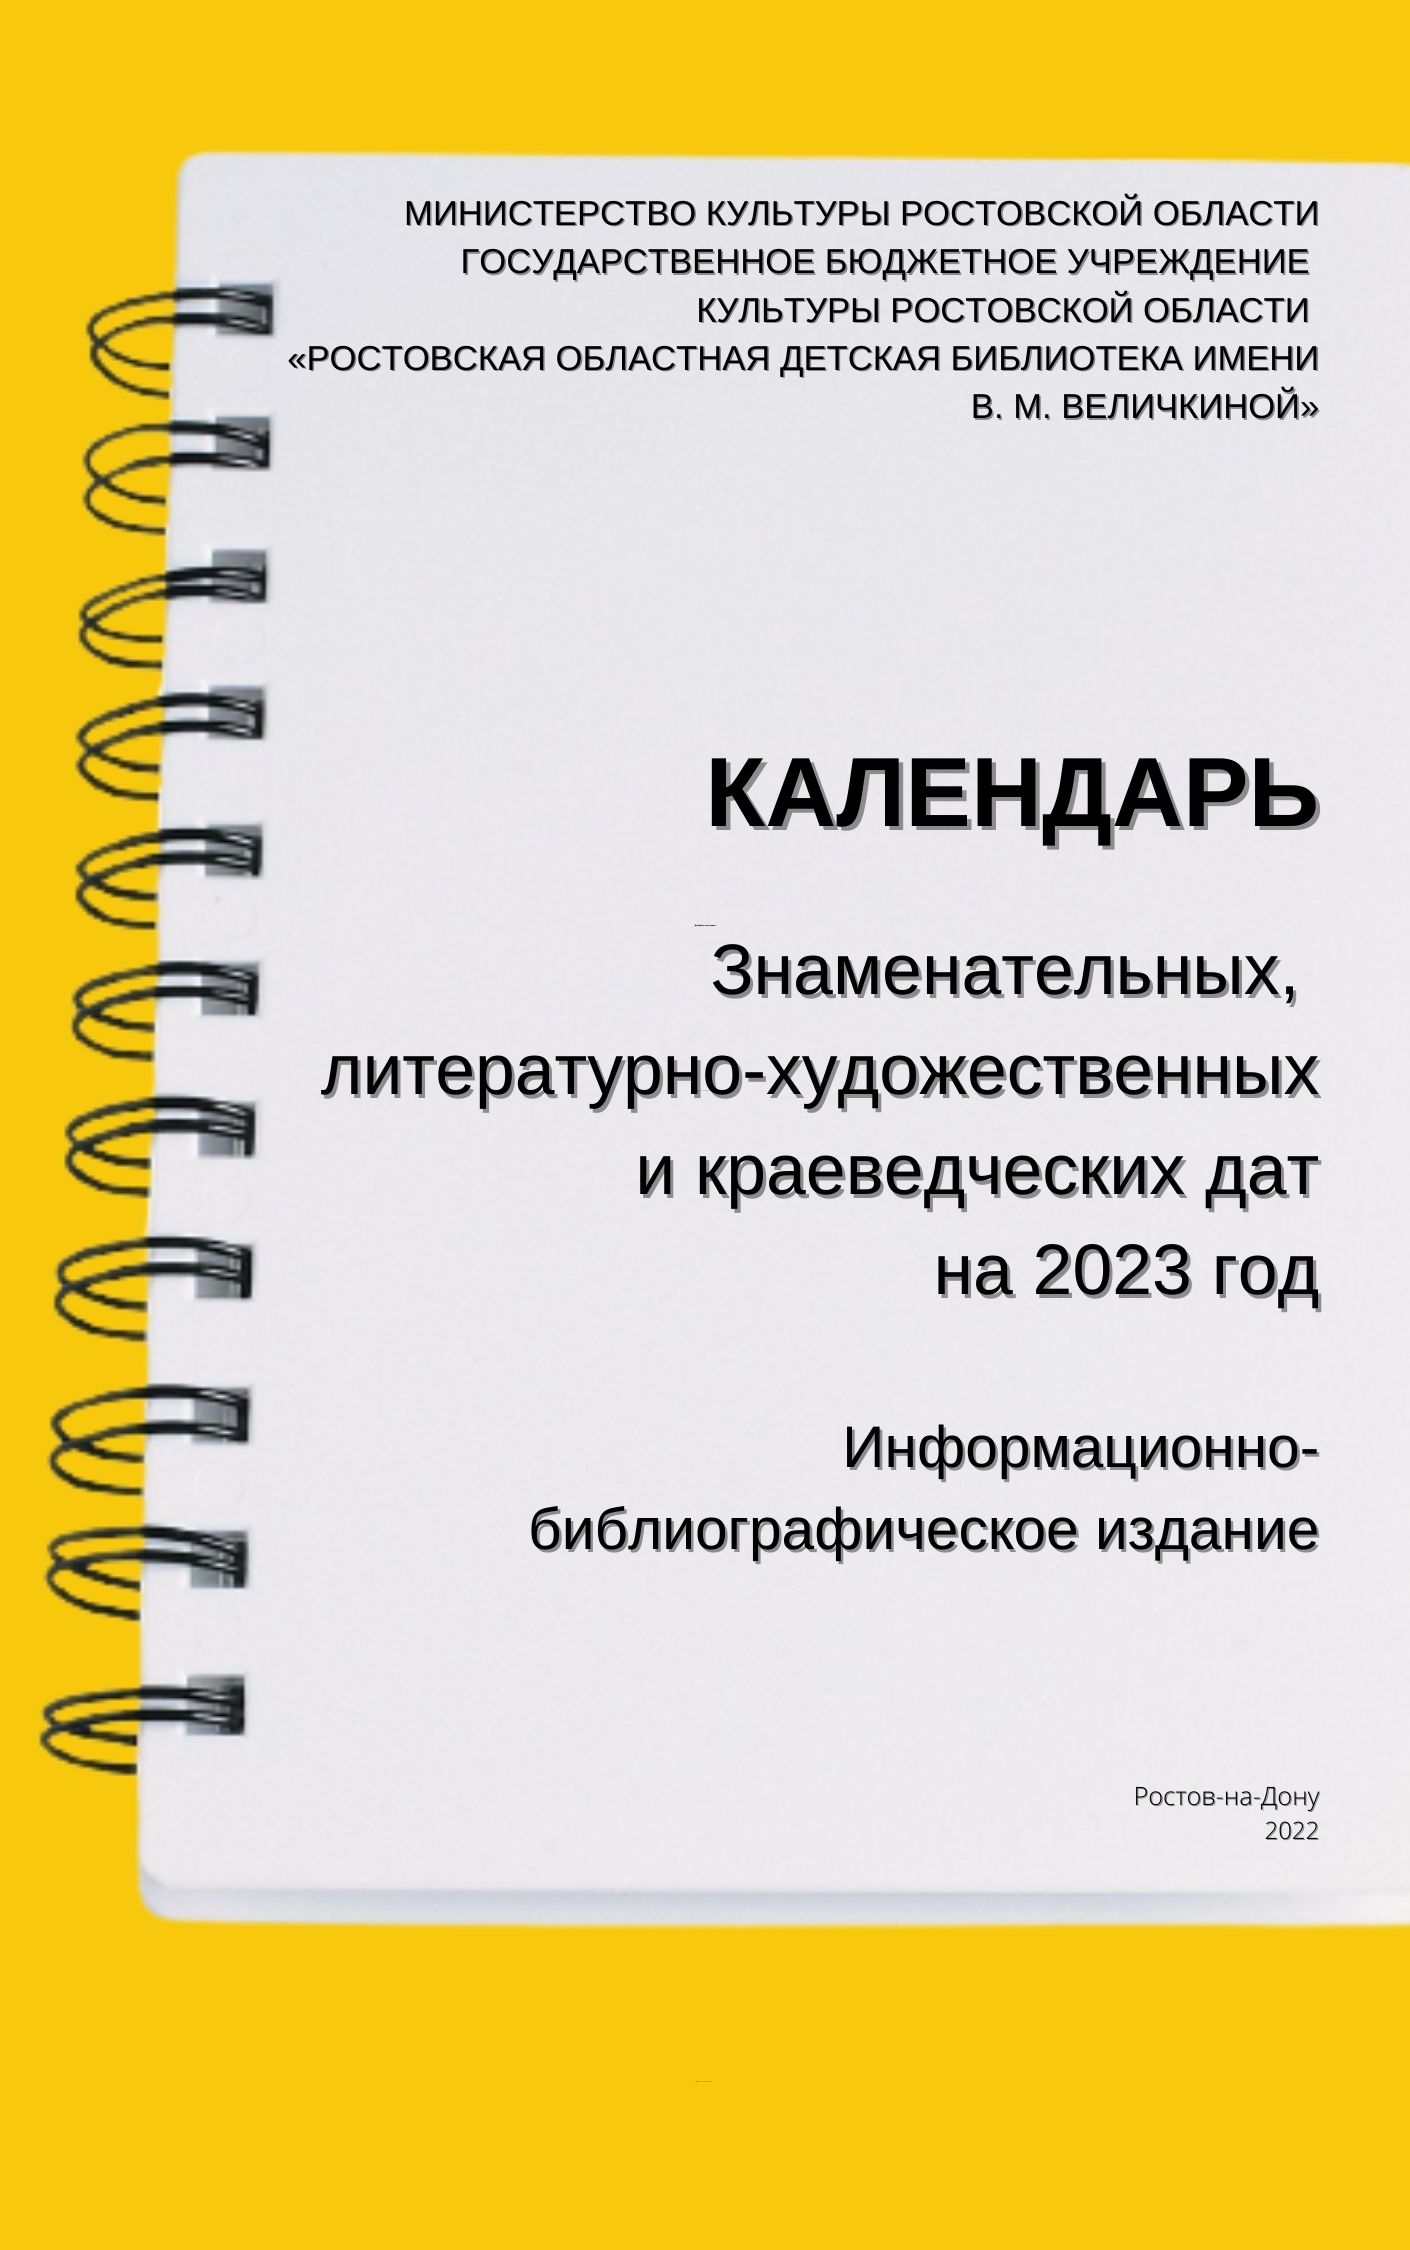 МИНИСТЕРСТВО КУЛЬТУРЫ РОСТОВСКОЙ ОБЛАСТИ
ГОСУДАРСТВЕННОЕ БЮДЖЕТНОЕ УЧРЕЖДЕНИЕ
КУЛЬТУРЫ РОСТОВСКОЙ ОБЛАСТИ
«РОСТОВСКАЯ ОБЛАСТНАЯ ДЕТСКАЯ БИБЛИОТЕКА ИМЕНИ
В. М. ВЕЛИЧКИНОЙ»
КАЛЕНДАРЬ
Знаменательных,
литературно-художественных
и краеведческих дат
на 2023 год
Информационно-
библиографическое издание
Ростов-на-Дону
2022